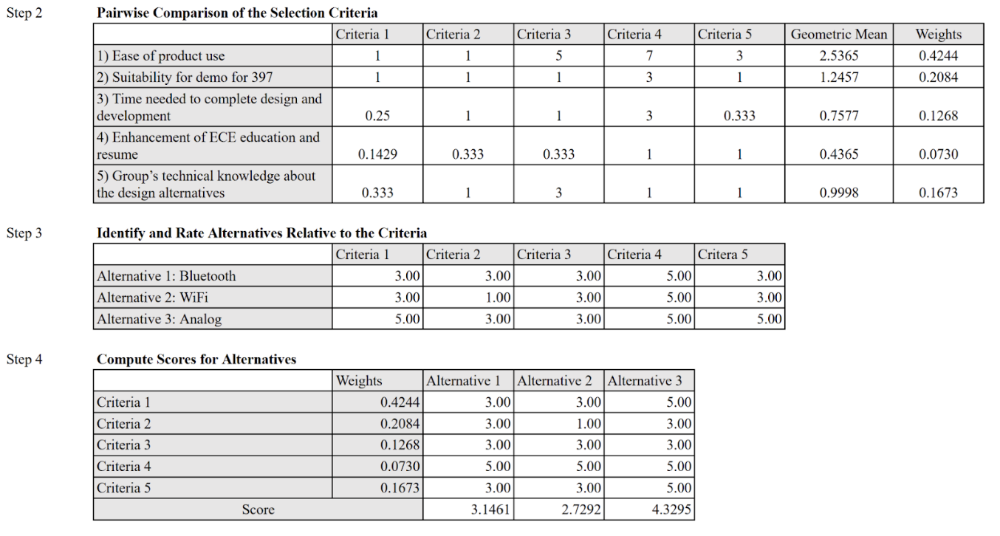 Step 2 Pairwise Comparison of the Selection Criteria
Criteria 1 Criteria 2 Criteria 3 Criteria 4 Criteria 5 Geometric Mean Weights
1) Ease of product use 1 1 5 7 3 2.5365 0.4244
2) Suitability for demo for 397 1 1 1 3 1 1.2457 0.2084
3) Time needed to complete design and
development 0.25 1 1 3 0.333 0.7577 0.1268
4) Enhancement of ECE education and
resume 0.1429 0.333 0.333 1 1 0.4365 0.0730
5) Group's technical knowledge about
the design alternatives 0.333 1 3 1 1 0.9998 0.1673
Step 3 Identify and Rate Alternatives Relative to the Criteria
Criteria 1 Criteria 2 Criteria 3 Criteria 4 Critera 5
Alternative 1: Bluetooth 3.00 3.00 3.00 5.00 3.00
Alternative 2: WiFi 3.00 1.00 3.00 5.00 3.00
Alternative 3: Analog 5.00 3.00 3.00 5.00 5.00
Step 4 Compute Scores for Alternatives
Weights Alternative 1 Alternative 2 Alternative 3
Criteria 1 0.4244 3.00 3.00 5.00
Criteria 2 0.2084 3.00 1.00 3.00
Criteria 3 0.1268 3.00 3.00 3.00
Criteria 4 0.0730 5.00 5.00 5.00
Criteria 5 0.1673 3.00 3.00 5.00
Score 3.1461 2.7292 4.3295